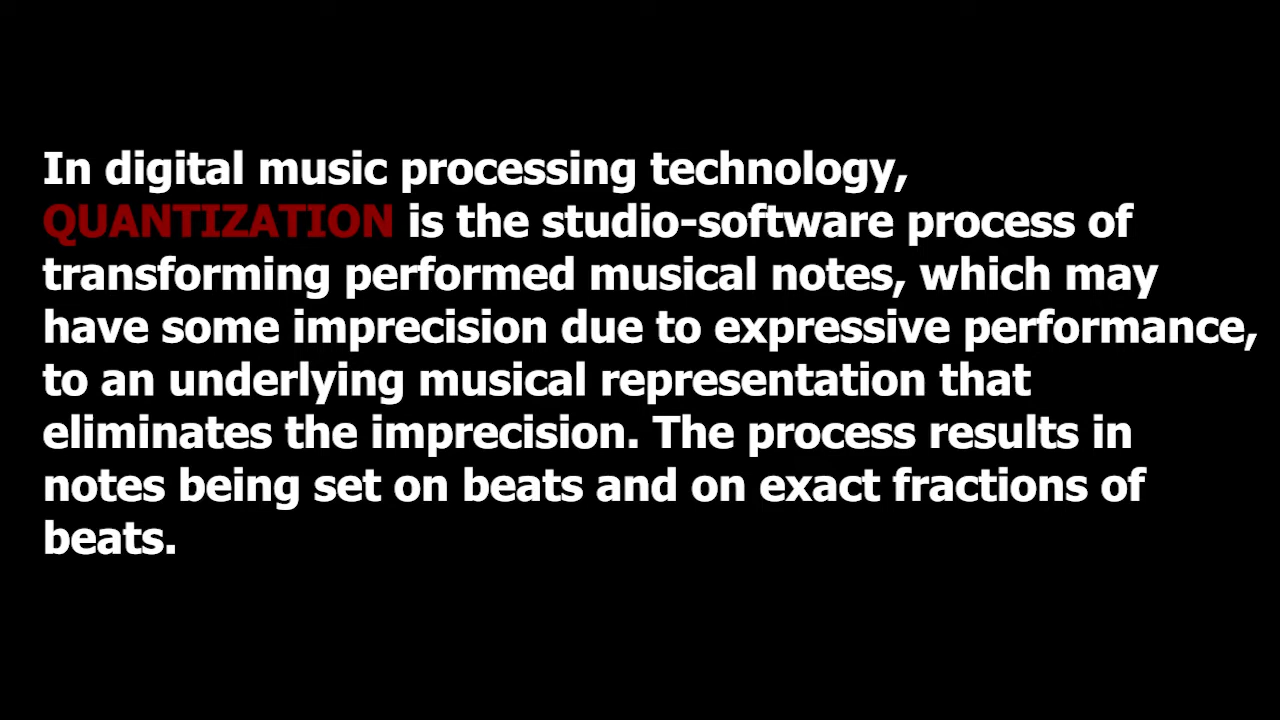 In digital music processing technology,
QUANTIZATION is the studio-software process of
transforming performed musical notes, which may
have some imprecision due to expressive performance,
to an underlying musical representation that
eliminates the imprecision. The process results in
notes being set on beats and on exact fractions of
beats.